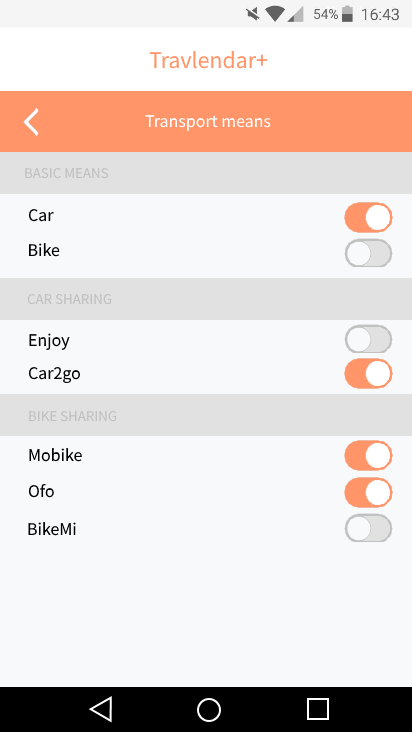 54% 16:43
Travlendar+
Transport means
BASIC MEANS
Car
Bike
CAR SHARING
Enjoy
Car2go
BIKE SHARING
Mobike
Ofo
BikeMi